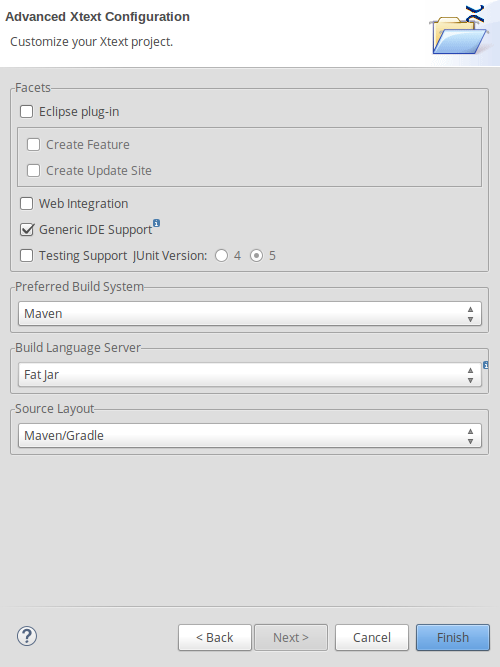 Advanced Xtext Configuration
Customize your Xtext project.
Facets
Eclipse plug-in
Create Feature
Create Update Site
Web Integration
Generic IDE Support
Testing Support JUnit Version: 4 5
Preferred Build System
Maven
Build Language Server
Fat Jar
Source Layout
Maven/Gradle
< Back Next > Cancel Finish